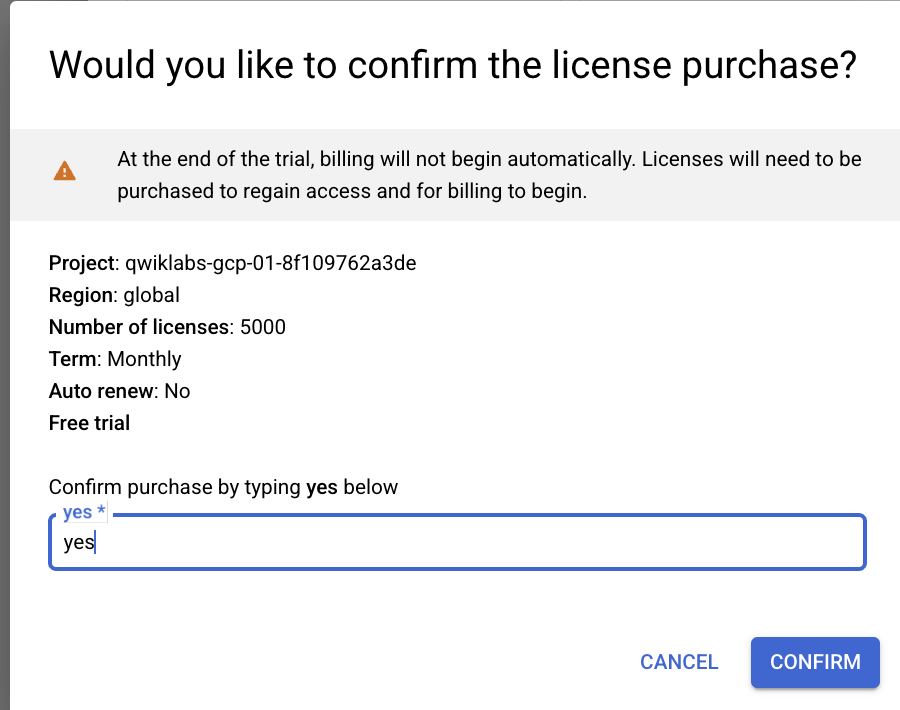 Would you like to confirm the license purchase?
At the end of the trial, billing will not begin automatically. Licenses will need to be
purchased to regain access and for billing to begin.
Project: qwiklabs-gcp-01-8f109762a3de
Region: global
Number of licenses: 5000
Term: Monthly
Auto renew: No
Free trial
Confirm purchase by typing yes below
yes *
yes
CANCEL CONFIRM